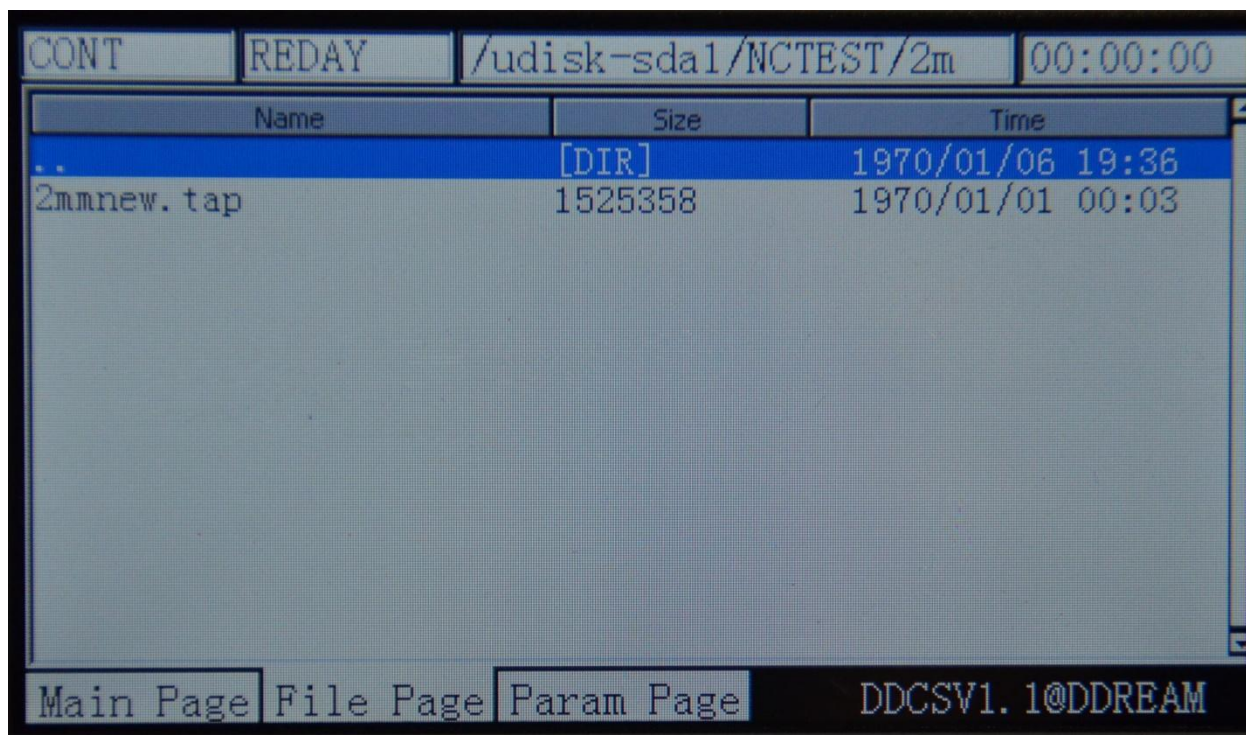 CONT REDAY /udisk-sda1/NCTEST/2m 00:00:00
Name Size Time
.. [DIR] 1970/01/06 19:36
2mmnew.tap 1525358 1970/01/01 00:03
Main Page File Page Param Page DDCSV1.1@DDREAM